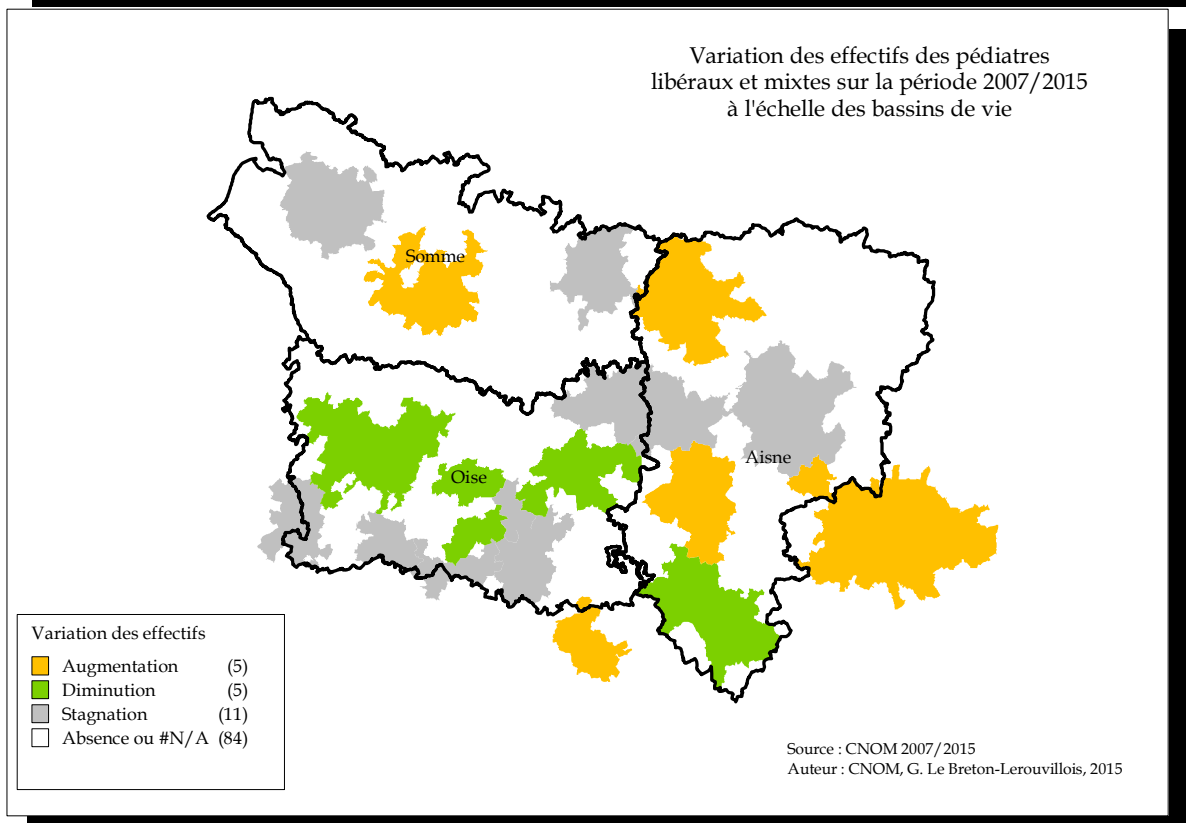 Variation des effectifs des pédiatres
libéraux et mixtes sur la période 2007/2015
à l'échelle des bassins de vie
Somme
Aisne
Oise
Variation des effectifs
Augmentation (5)
Diminution (5)
Stagnation (11)
Absence ou #N/A (84)
Source : CNOM 2007/2015
Auteur : CNOM, G. Le Breton-Lerouvillois, 2015